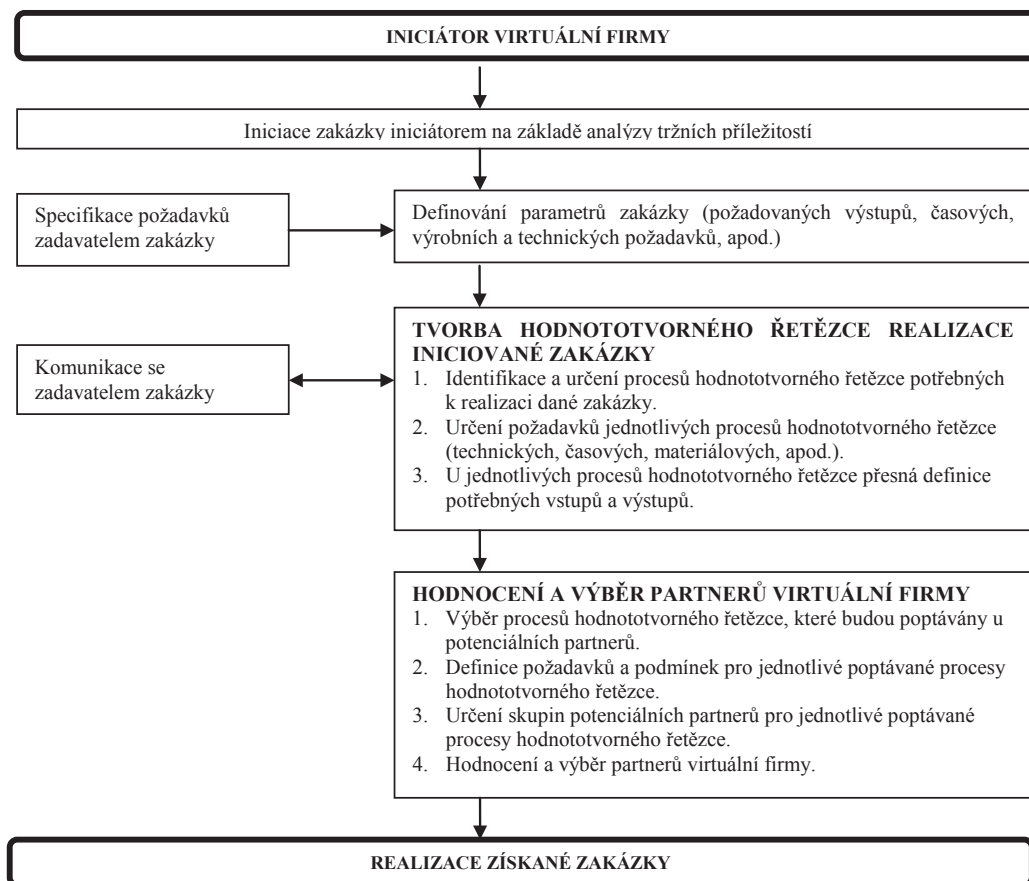 INICIÁTOR VIRTUÁLNÍ FIRMY
Iniciace zakázky iniciátorem na základě analýzy tržních příležitostí
Specifikace požadavků
zadavatelem zakázky
Definování parametrů zakázky (požadovaných výstupů, časových,
výrobních a technických požadavků, apod.)
TVORBA HODNOTOTVORNÉHO ŘETĚZCE REALIZACE
INICIOVANÉ ZAKÁZKY
Komunikace se
zadavatelem zakázky
1. Identifikace a určení procesů hodnototvorného řetězce potřebných
k realizaci dané zakázky.
2. Určení požadavků jednotlivých procesů hodnototvorného řetězce
(technických, časových, materiálových, apod.).
3. U jednotlivých procesů hodnototvorného řetězce přesná definice
potřebných vstupů a výstupů.
HODNOCENÍ A VÝBĚR PARTNERŮ VIRTUÁLNÍ FIRMY
1. Výběr procesů hodnototvorného řetězce, které budou poptávány u
potenciálních partnerů.
2. Definice požadavků a podmínek pro jednotlivé poptávané procesy
hodnototvorného řetězce.
3. Určení skupin potenciálních partnerů pro jednotlivé poptávané
procesy hodnototvorného řetězce.
4. Hodnocení a výběr partnerů virtuální firmy.
REALIZACE ZÍSKANÉ ZAKÁZKY